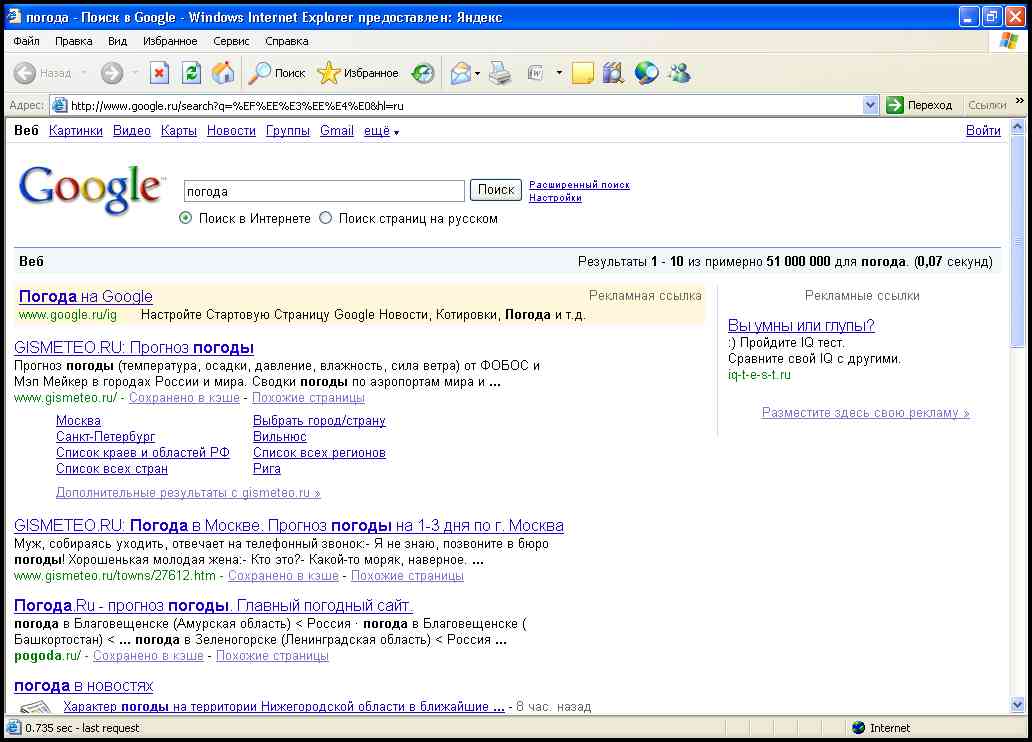 погода - Поиск в Google - Windows Internet Explorer предоставлен: Яндекс
Файл Правка Вид Избранное Сервис Справка
Назад Поиск Избранное
Адрес: http://www.google.ru/search?q=%EF%EE%E3%EE%E4%E0&hl=ru Переход Ссылки »
Веб Картинки Видео Карты Новости Группы Gmail ещё Войти
Google™ погода Поиск Расширенный поиск
Настройки
Поиск в Интернете Поиск страниц на русском
Веб Результаты 1 - 10 из примерно 51 000 000 для погода. (0,07 секунд)
Погода на Google Рекламная ссылка
www.google.ru/ig Настройте Стартовую Страницу Google Новости, Котировки, Погода и т.д.
GISMETEO.RU: Прогноз погоды
Прогноз погоды (температура, осадки, давление, влажность, сила ветра) от ФОБОС и
Мэп Мейкер в городах России и мира. Сводки погоды по аэропортам мира и ...
www.gismeteo.ru/ - Сохранено в кэше - Похожие страницы
Москва Выбрать город/страну
Санкт-Петербург Вильнюс
Список краев и областей РФ Список всех регионов
Список всех стран Рига
Дополнительные результаты с gismeteo.ru »
GISMETEO.RU: Погода в Москве. Прогноз погоды на 1-3 дня по г. Москва
Муж, собираясь уходить, отвечает на телефонный звонок:- Я не знаю, позвоните в бюро
погоды! Хорошенькая молодая жена:- Кто это?- Какой-то моряк, наверное. ...
www.gismeteo.ru/towns/27612.htm - Сохранено в кэше - Похожие страницы
Погода.Ru - прогноз погоды. Главный погодный сайт.
погода в Благовещенске (Амурская область) < Россия · погода в Благовещенске (
Башкортостан) < ... погода в Зеленогорске (Ленинградская область) < Россия ...
pogoda.ru/ - Сохранено в кэше - Похожие страницы
погода в новостях
Характер погоды на территории Нижегородской области в ближайшие ... - 8 час. назад
Рекламные ссылки
Вы умны или глупы?
:) Пройдите IQ тест.
Сравните свой IQ с другими.
iq-t-e-s-t.ru
Разместите здесь свою рекламу »
0.735 sec - last request Internet